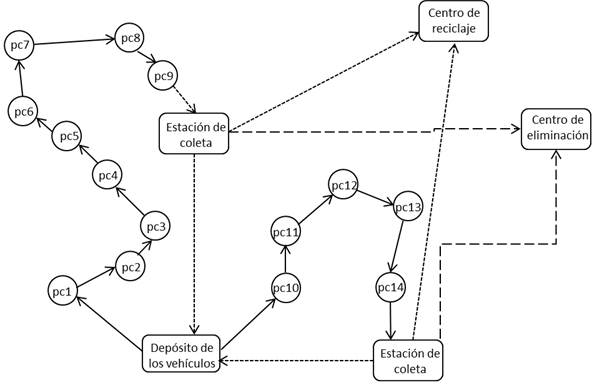 Centro de
reciclaje
pc7
pc8
pc9
pc6
pc5
Estación de
coleta
Centro de
eliminación
pc4
pc12
pc13
pc3
pc11
pc2
pc1
pc10
pc14
Depósito de
los vehículos
Estación de
coleta